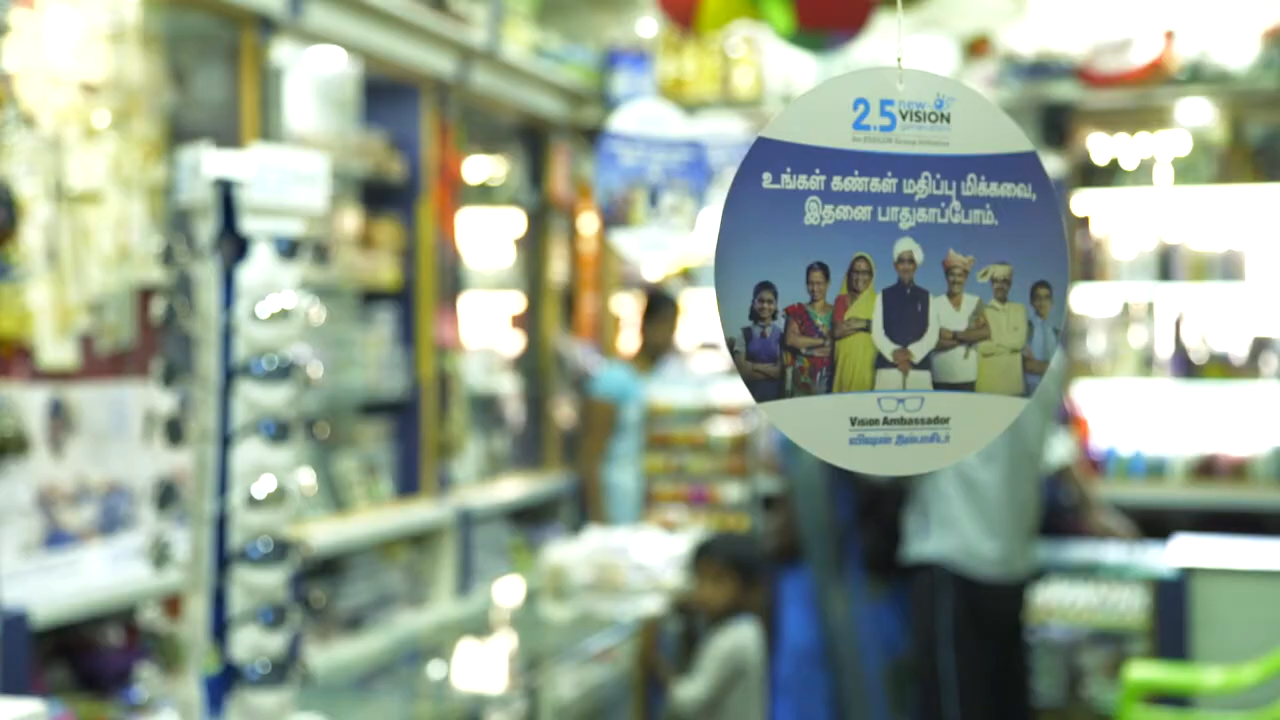 2.5 new VISION
generation
An ESSILOR Group Initiative
உங்கள் கண்கள் மதிப்பு மிக்கவை,
இதனை பாதுகாப்போம்.
Vision Ambassador
விஷன் அம்பாசிடர்